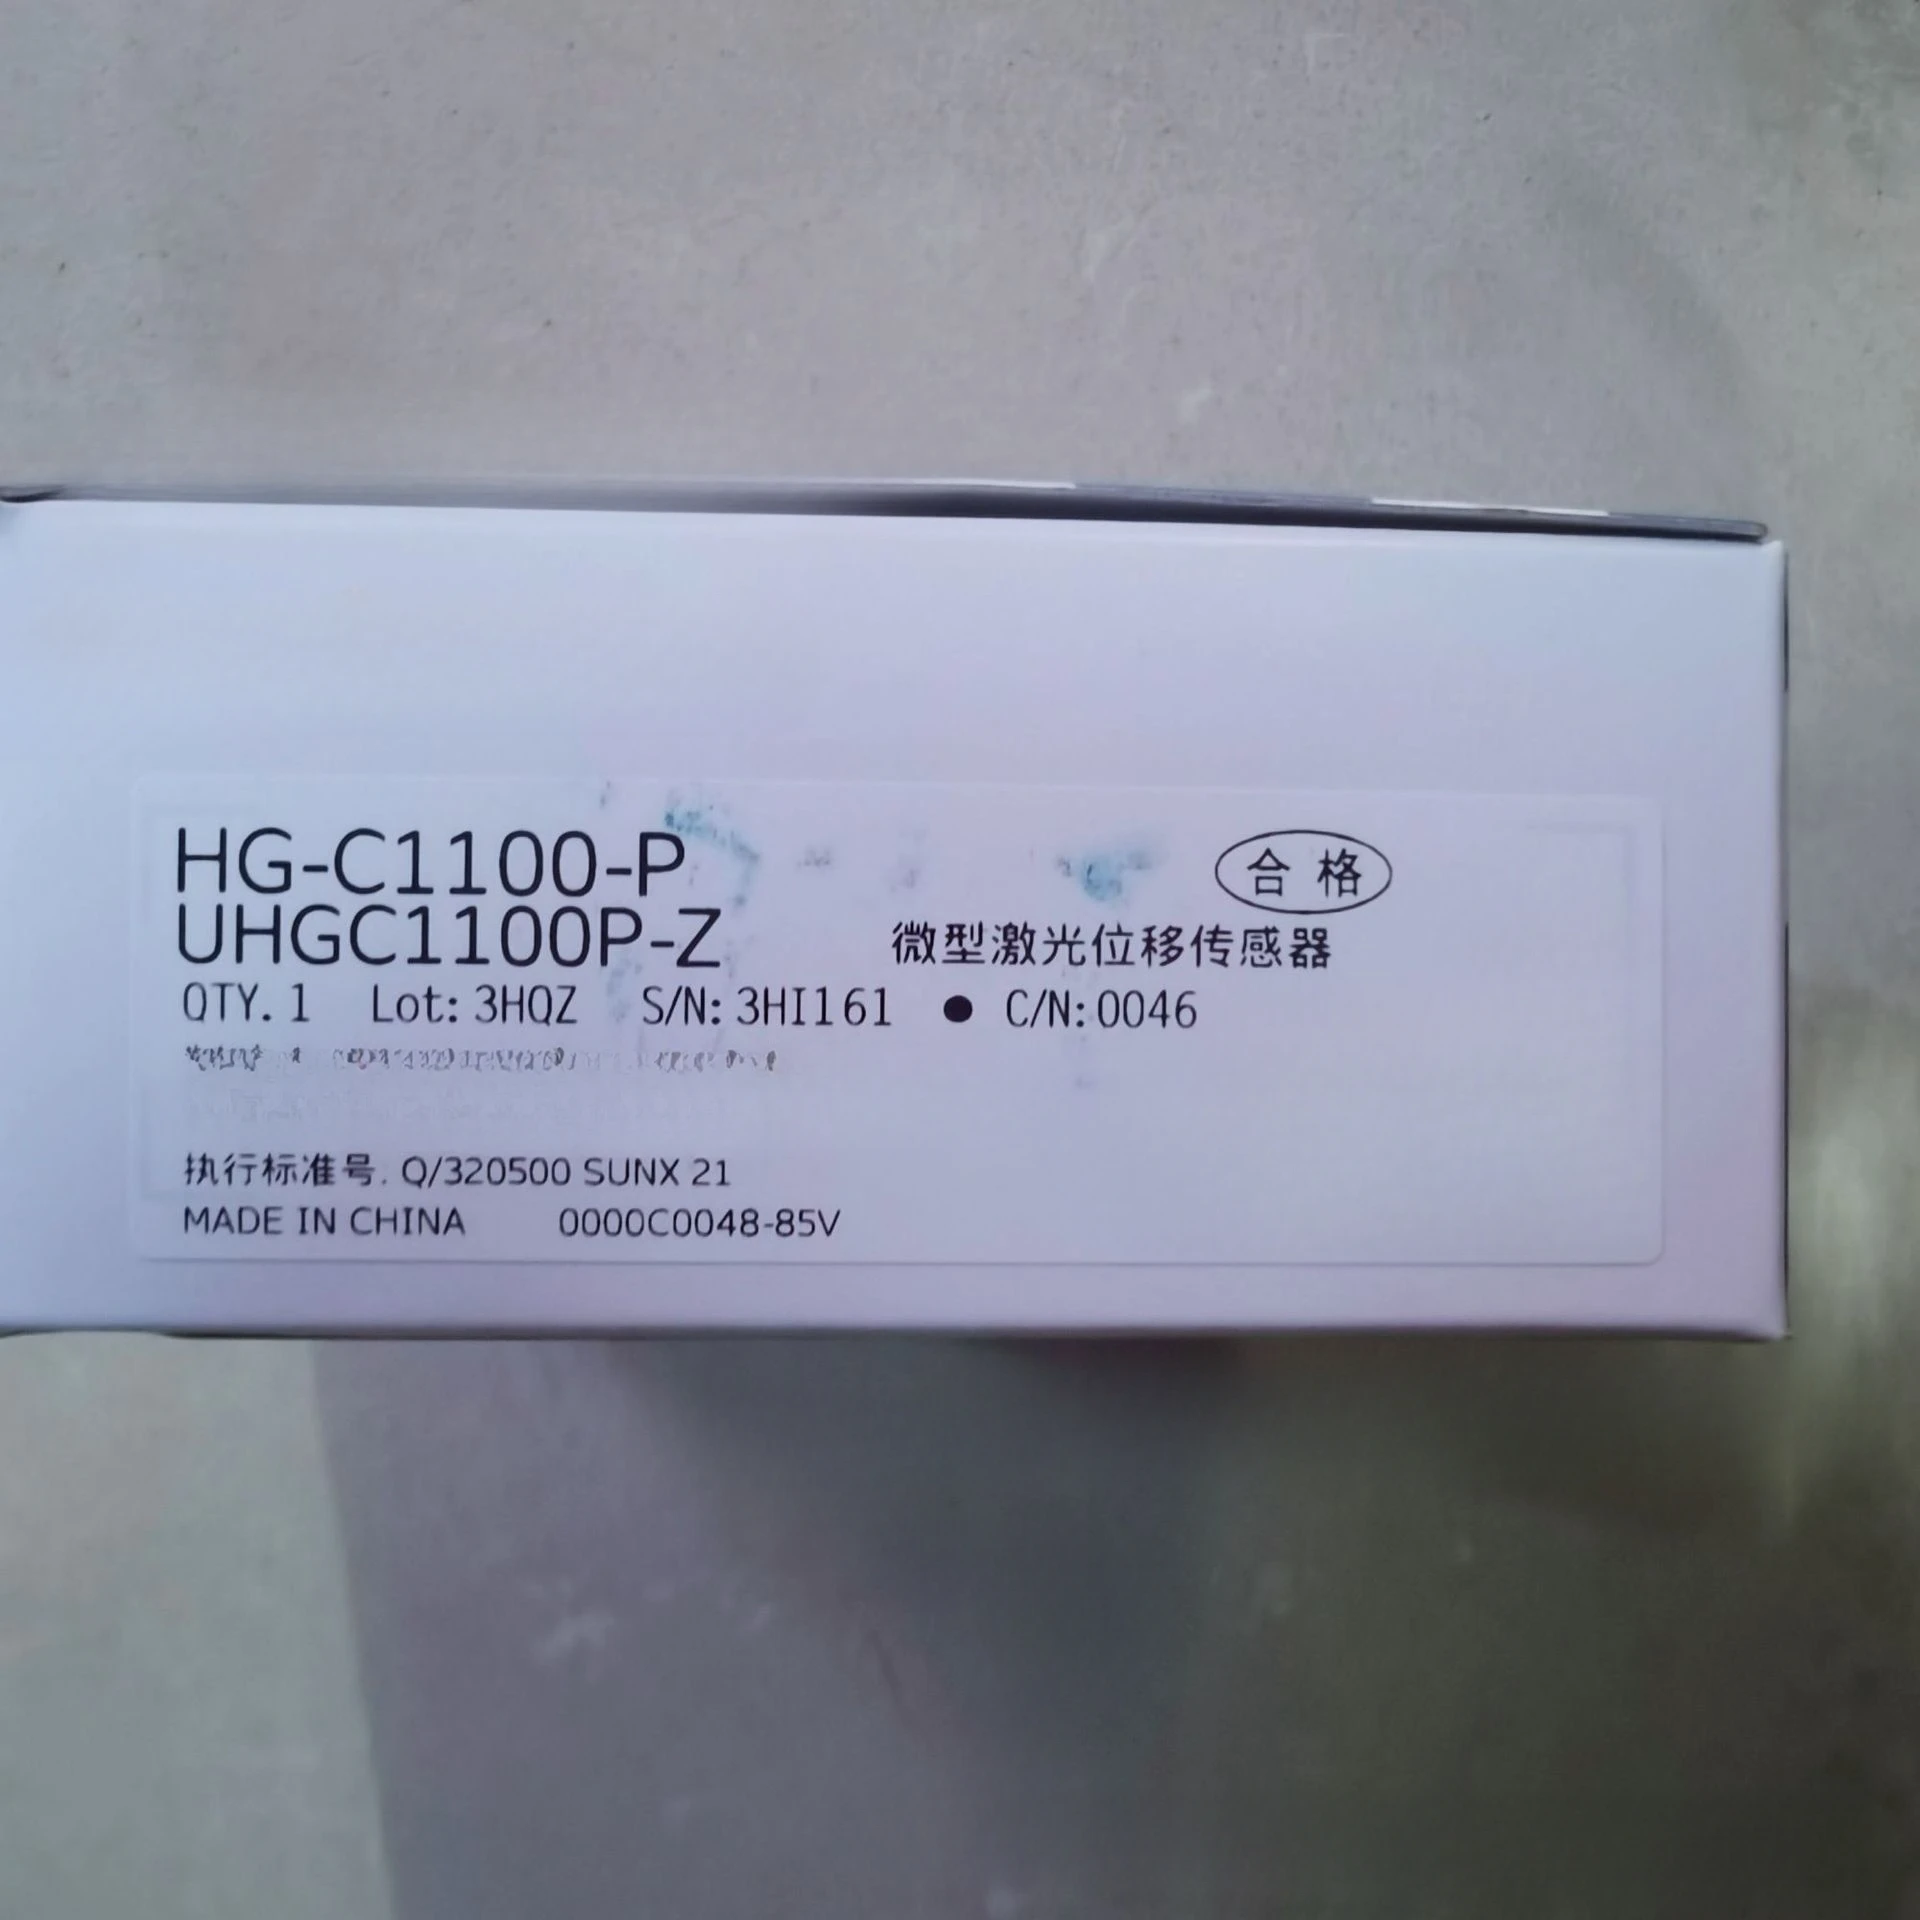 HG-C1100-P
合格
UHGC1100P-Z 微型激光位移传感器
QTY. 1 Lot: 3HQZ S/N: 3HI161 ● C/N: 0046
执行标准号. Q/320500 SUNX 21
MADE IN CHINA 0000C0048-85V